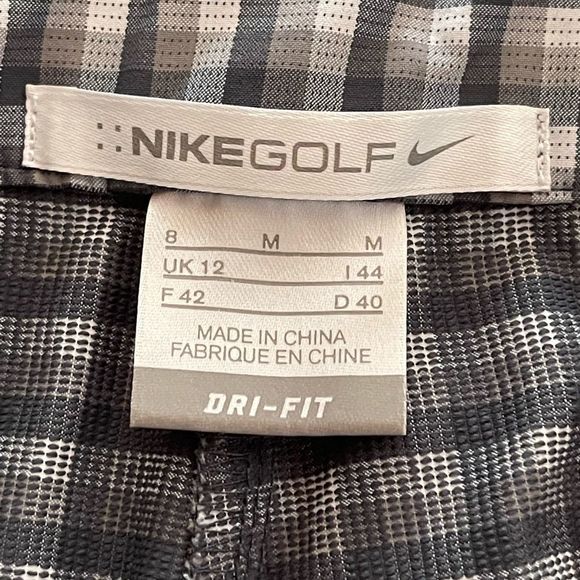 ::NIKEGOLF
8 M M
UK 12 I 44
F 42 D 40
MADE IN CHINA
FABRIQUE EN CHINE
DRI-FIT